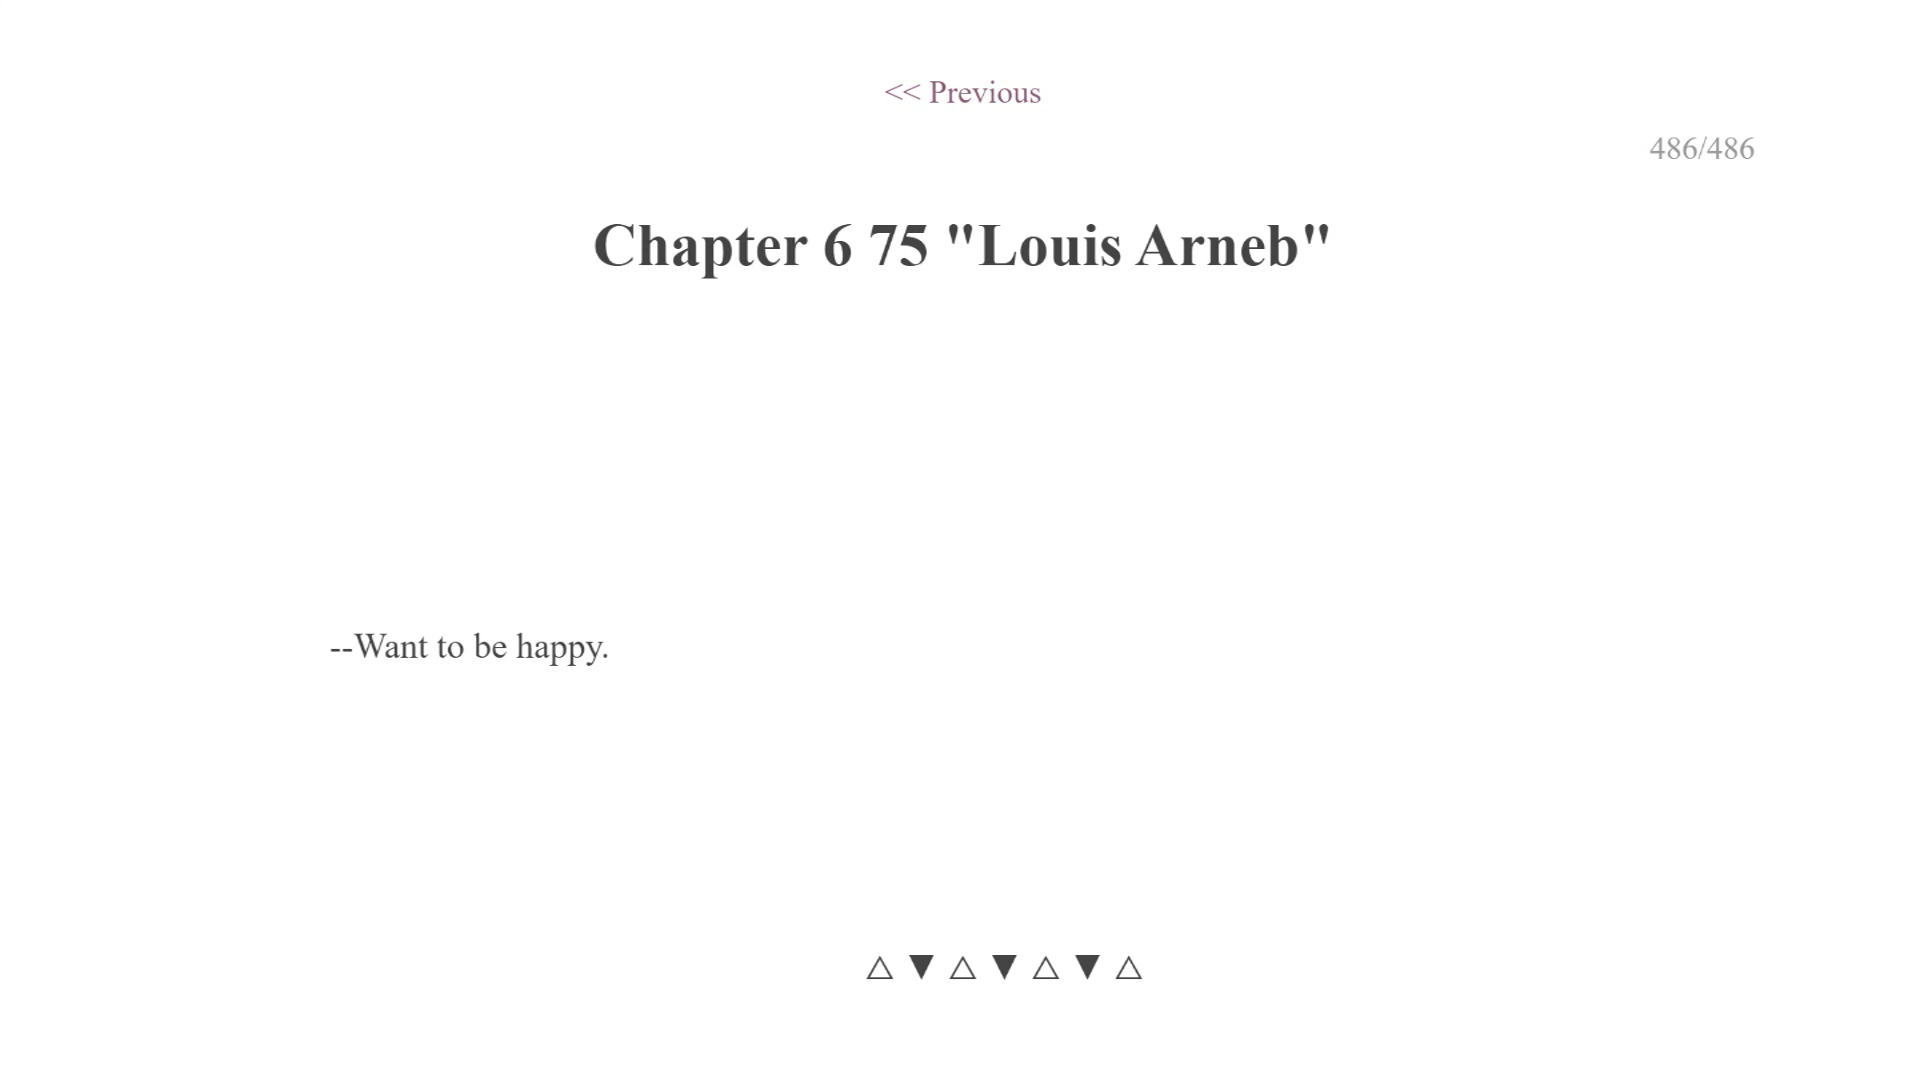 << Previous
486/486
Chapter 6 75 "Louis Arneb"
--Want to be happy.
△ ▼ △ ▼ △ ▼ △